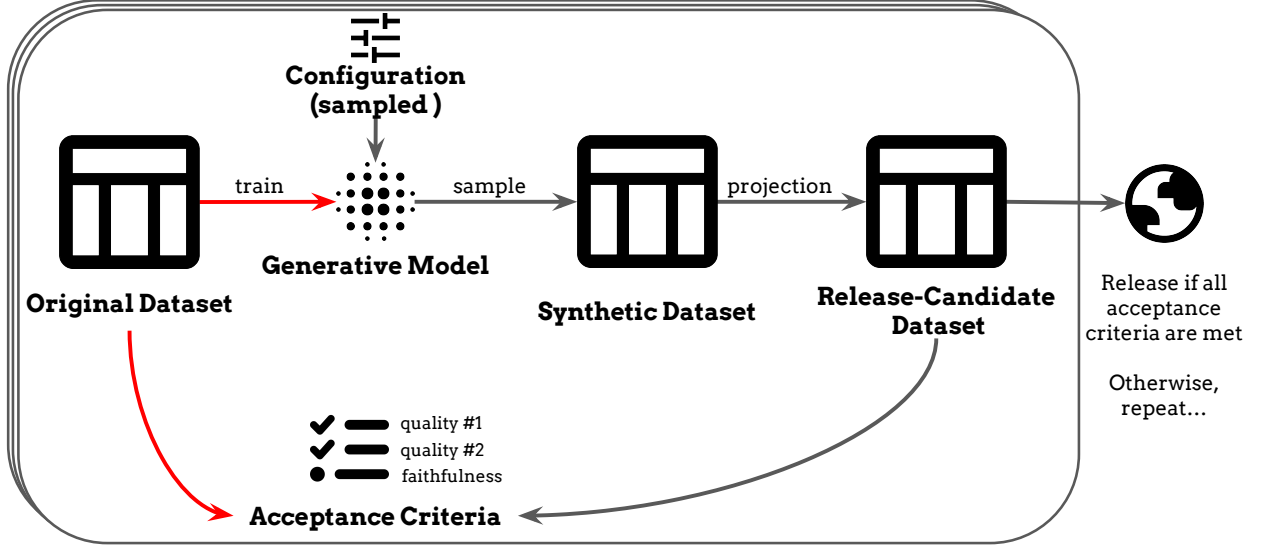 Configuration
(sampled )
train
sample
projection
Generative Model
Original Dataset
Synthetic Dataset
Release-Candidate
Dataset
Release if all
acceptance
criteria are met
Otherwise,
repeat...
quality #1
quality #2
faithfulness
Acceptance Criteria